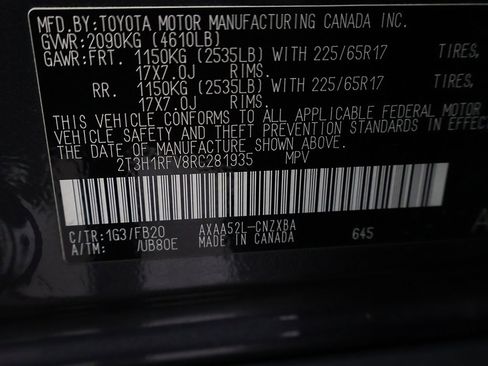 MFD.BY:TOYOTA MOTOR MANUFACTURING CANADA INC.
GVWR:2090KG (4610LB)
GAWR:FRT. 1150KG (2535LB) WITH 225/65R17 TIRES,
17X7.0J RIMS.
RR. 1150KG (2535LB) WITH 225/65R17 TIRES,
17X7.0J RIMS.
THIS VEHICLE CONFORMS TO ALL APPLICABLE FEDERAL MOTOR
VEHICLE SAFETY AND THEFT PREVENTION STANDARDS IN EFFECT
THE DATE OF MANUFACTURE SHOWN ABOVE.
2T3H1RFV8RC281935 MPV
C/TR:1G3/FB20 AXAA52L-CNZXBA 645
A/TM: /UB80E MADE IN CANADA